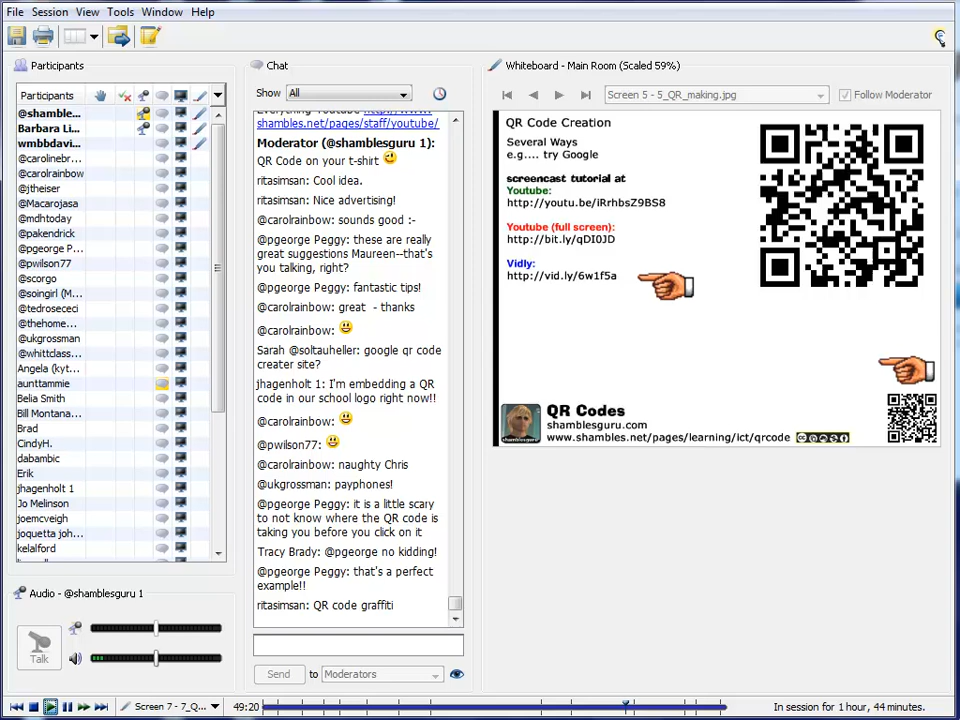 File Session View Tools Window Help
Participants
Participants
@shamble...
Barbara Li...
wmbbdavi...
@carolinebr...
@carolrainbow
@jtheiser
@Macarojasa
@mdhtoday
@pakendrick
@pgeorge P...
@pwilson77
@scorgo
@soingirl (M...
@tedrosececi
@thehome...
@ukgrossman
@whittclass...
Angela (kyt...
aunttammie
Belia Smith
Bill Montana...
Brad
CindyH.
dabambic
Erik
jhagenholt 1
Jo Melinson
joemcveigh
joquetta joh...
kelalford
Audio - @shamblesguru 1
Talk
Chat
Show All
shambles.net/pages/staff/youtube/
Moderator (@shamblesguru 1):
QR Code on your t-shirt
ritasimsan: Cool idea.
ritasimsan: Nice advertising!
@carolrainbow: sounds good :-
@pgeorge Peggy: these are really
great suggestions Maureen--that's
you talking, right?
@pgeorge Peggy: fantastic tips!
@carolrainbow: great - thanks
@carolrainbow:
Sarah @soltauheller: google qr code
creater site?
jhagenholt 1: I'm embedding a QR
code in our school logo right now!!
@carolrainbow:
@pwilson77:
@carolrainbow: naughty Chris
@ukgrossman: payphones!
@pgeorge Peggy: it is a little scary
to not know where the QR code is
taking you before you click on it
Tracy Brady: @pgeorge no kidding!
@pgeorge Peggy: that's a perfect
example!!
ritasimsan: QR code graffiti
Send to Moderators
Whiteboard - Main Room (Scaled 59%)
Screen 5 - 5_QR_making.jpg Follow Moderator
QR Code Creation
Several Ways
e.g.... try Google
screencast tutorial at
Youtube:
http://youtu.be/iRrhbsZ9BS8
Youtube (full screen):
http://bit.ly/qDI0JD
Vidly:
http://vid.ly/6w1f5a
shamblesguru
QR Codes
shamblesguru.com
www.shambles.net/pages/learning/ict/qrcode
Screen 7 - 7_Q... 49:20 In session for 1 hour, 44 minutes.